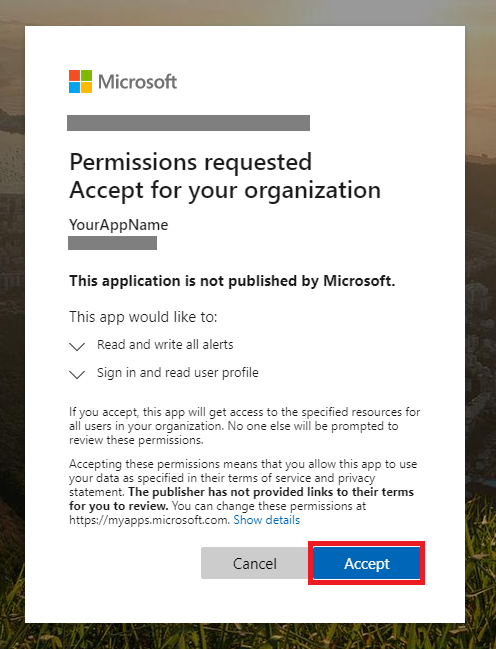 Microsoft
Permissions requested
Accept for your organization
YourAppName
This application is not published by Microsoft.
This app would like to:
Read and write all alerts
Sign in and read user profile
If you accept, this app will get access to the specified resources for
all users in your organization. No one else will be prompted to
review these permissions.
Accepting these permissions means that you allow this app to use
your data as specified in their terms of service and privacy
statement. The publisher has not provided links to their terms
for you to review. You can change these permissions at
https://myapps.microsoft.com. Show details
Cancel Accept